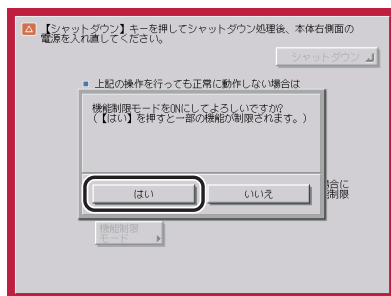 【シャットダウン】キーを押してシャットダウン処理後、本体右側面の
電源を入れ直してください。
シャットダウン
■ 上記の操作を行っても正常に動作しない場合は
機能制限モードをONにしてよろしいですか?
(【はい】を押すと一部の機能が制限されます。)
場合に
制限
はい
いいえ
機能制限
モード